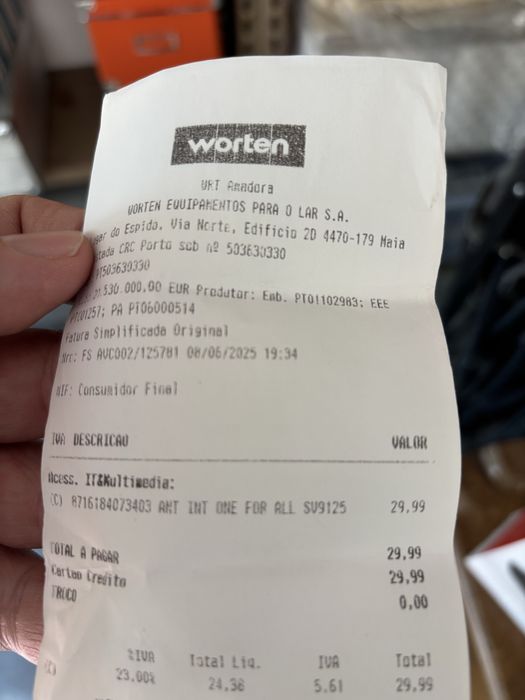 worten
WRT Amadora
WORTEN EQUIPAMENTOS PARA O LAR S.A.
do Espido, Via Norte, Edificio 2D 4470-179 Maia
CRC Porto sob nº 503630330
PT503630330
.530.000,00 EUR Produtor: Emb. PT01102983; EEE
PA PT06000514
Fatura Simplificada Original
Nrc: FS AVC002/125781 08/06/2025 19:34
NIF: Consumidor Final
IVA DESCRICAO VALOR
Acess. IT&Multimedia:
(C) 8716184073403 ANT INT ONE FOR ALL SV9125 29,99
TOTAL A PAGAR 29,99
Cartao Credito 29,99
TROCO 0,00
%IVA Total Liq. IVA Total
23.00% 24,38 5.61 29,99